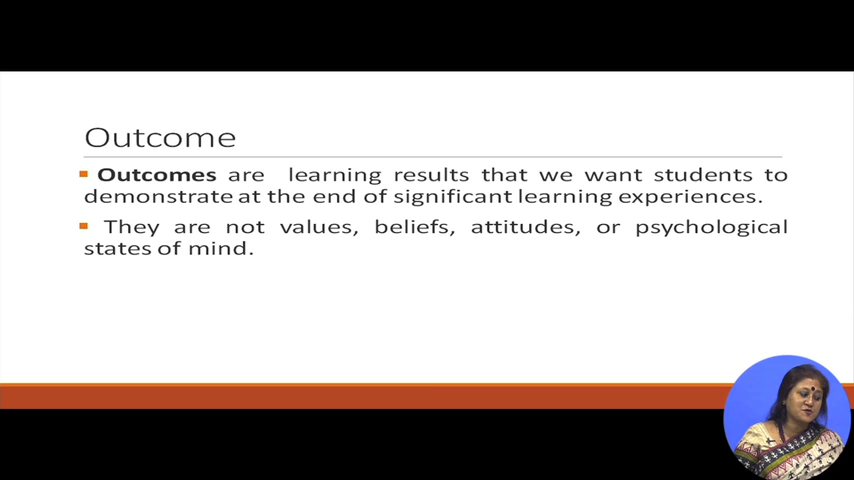 Outcome
Outcomes are learning results that we want students to
demonstrate at the end of significant learning experiences.
They are not values, beliefs, attitudes, or psychological
states of mind.